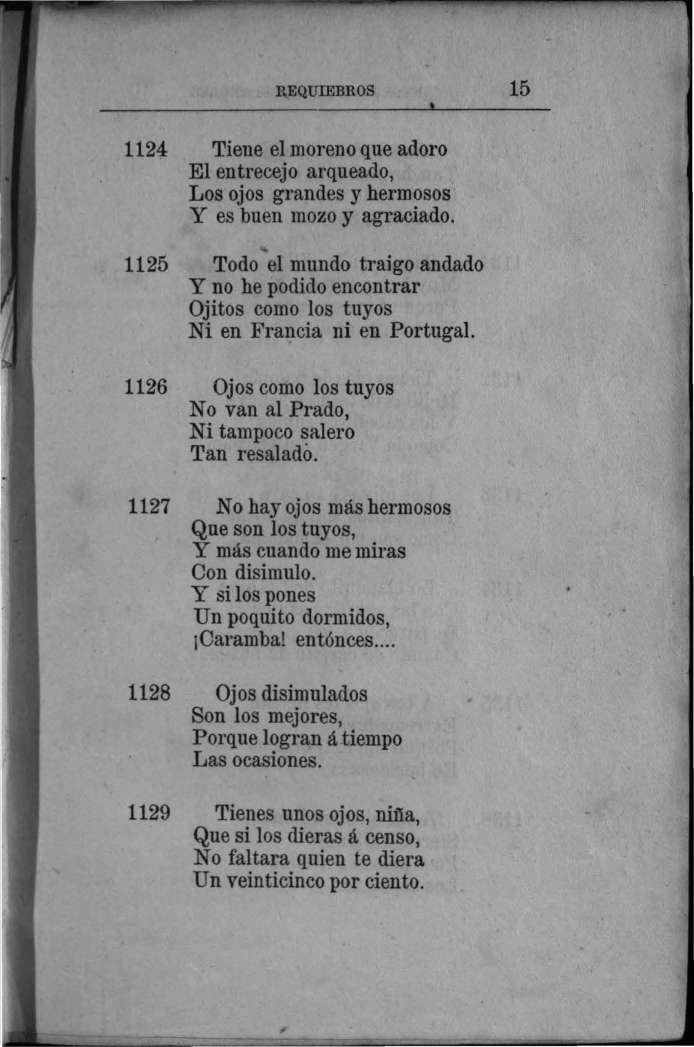 REQUIEBROS 15
1124 Tiene el moreno que adoro
El entrecejo arqueado,
Los ojos grandes y hermosos
Y es buen mozo y agraciado.
1125 Todo el mundo traigo andado
Y no he podido encontrar
Ojitos como los tuyos
Ni en Francia ni en Portugal.
1126 Ojos como los tuyos
No van al Prado,
Ni tampoco salero
Tan resalado.
1127 No hay ojos más hermosos
Que son los tuyos,
Y más cuando me miras
Con disimulo.
Y si los pones
Un poquito dormidos,
¡Caramba! entónces....
1128 Ojos disimulados
Son los mejores,
Porque logran á tiempo
Las ocasiones.
1129 Tienes unos ojos, niña,
Que si los dieras á censo,
No faltara quien te diera
Un veinticinco por ciento.